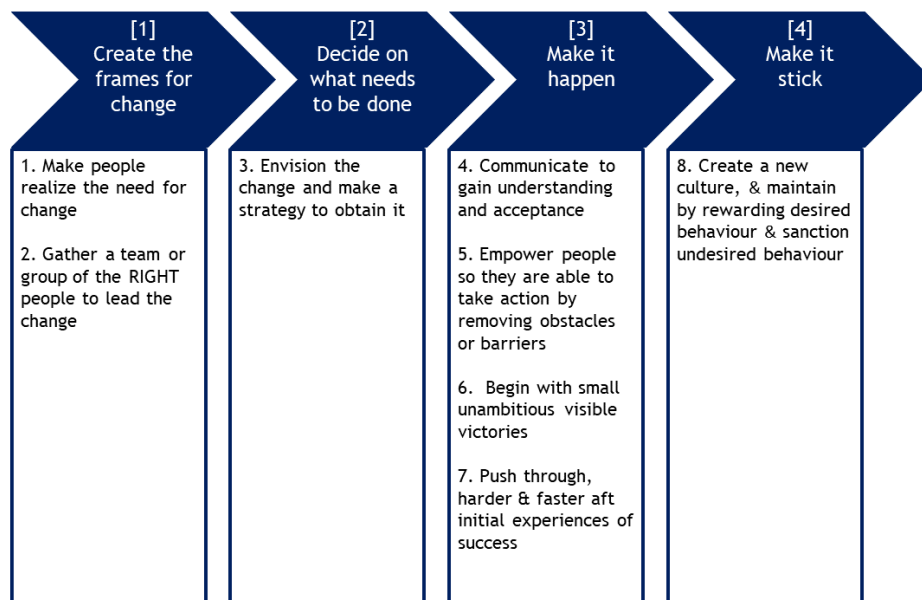 [1]
Create the
frames for
change
[2]
Decide on
what needs
to be done
[3]
Make it
happen
[4]
Make it
stick
1. Make people
realize the need for
change
2. Gather a team or
group of the RIGHT
people to lead the
change
3. Envision the
change and make a
strategy to obtain it
4. Communicate to
gain understanding
and acceptance
5. Empower people
so they are able to
take action by
removing obstacles
or barriers
6. Begin with small
unambitious visible
victories
7. Push through,
harder & faster aft
initial experiences of
success
8. Create a new
culture, & maintain
by rewarding desired
behaviour & sanction
undesired behaviour